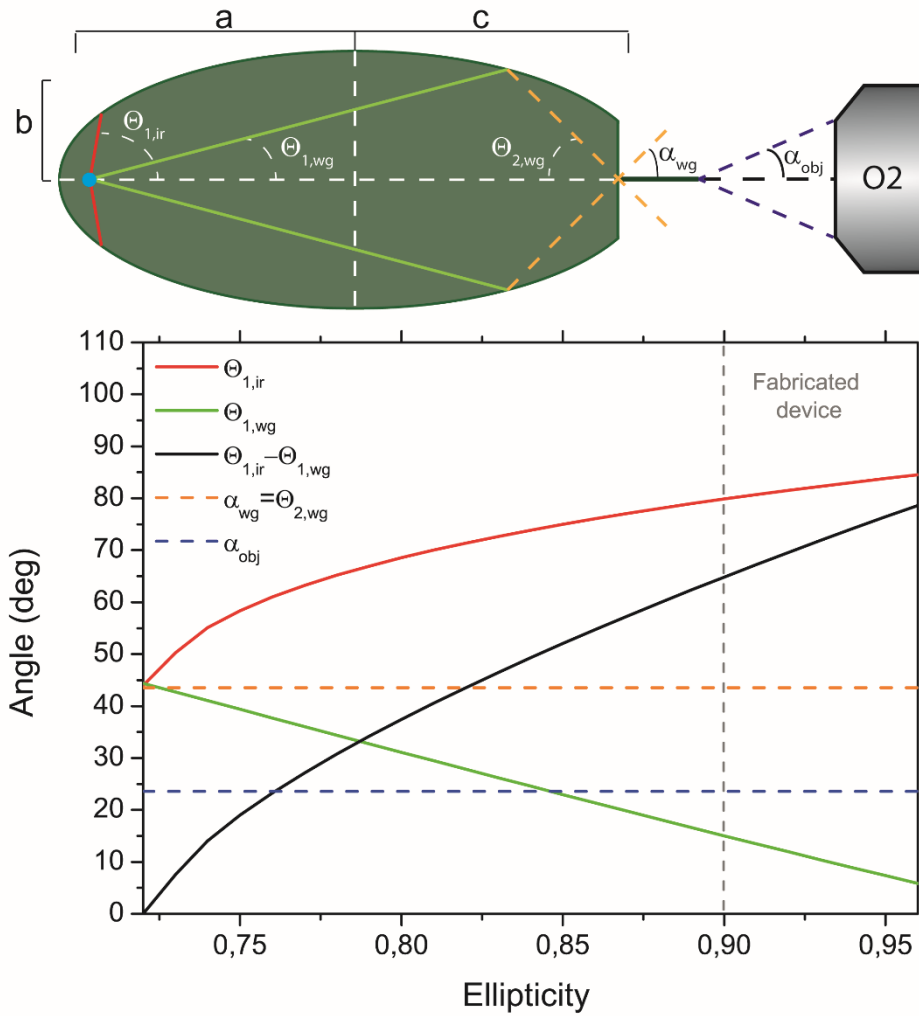 a c
b
Θ1,ir
Θ1,wg
Θ2,wg
αwg
αobj
O2
110
100
90
80
70
60
50
40
30
20
10
0
Θ1,ir
Θ1,wg
Θ1,ir−Θ1,wg
αwg=Θ2,wg
αobj
Fabricated
device
Angle (deg)
0,75 0,80 0,85 0,90 0,95
Ellipticity